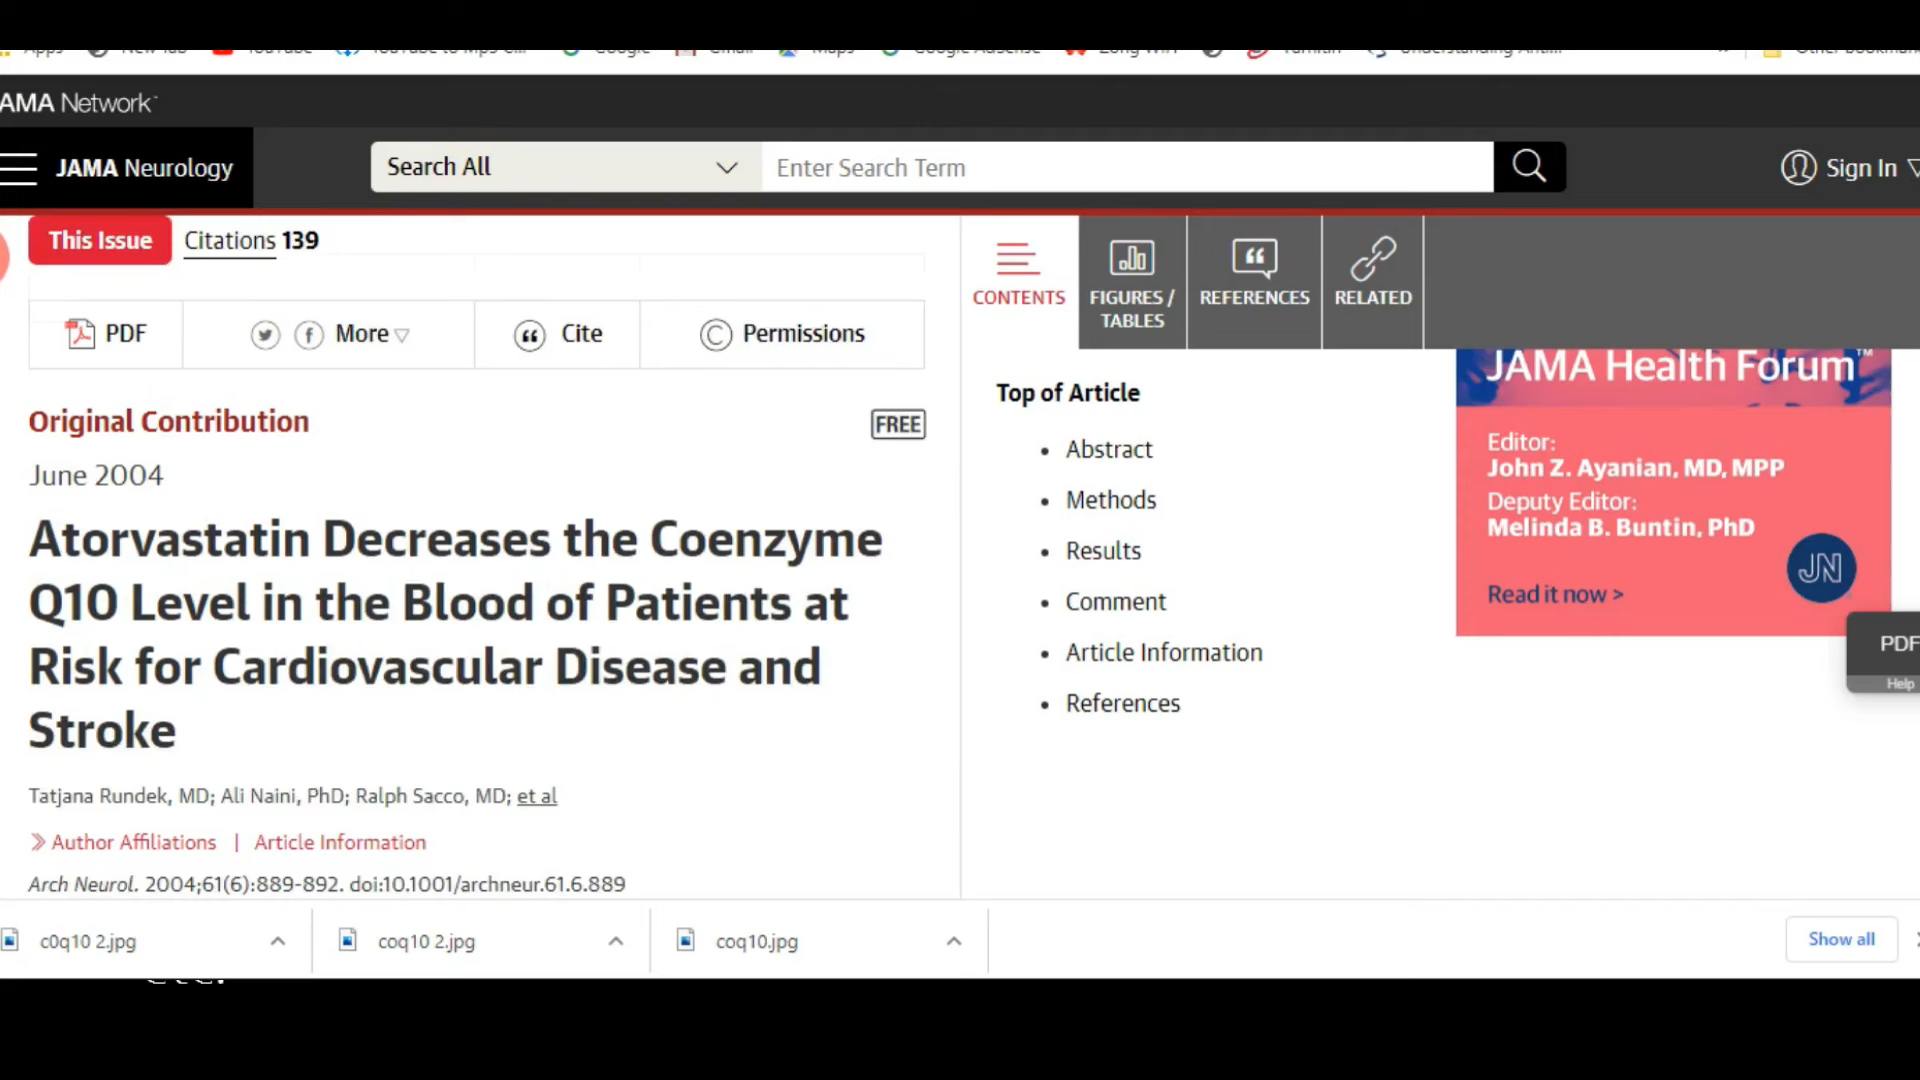 AMA Network
JAMA Neurology
Search All
Enter Search Term
Sign In
This Issue
Citations 139
CONTENTS
FIGURES /
TABLES
REFERENCES
RELATED
PDF
More
Cite
Permissions
Original Contribution
FREE
June 2004
Atorvastatin Decreases the Coenzyme
Q10 Level in the Blood of Patients at
Risk for Cardiovascular Disease and
Stroke
Tatjana Rundek, MD; Ali Naini, PhD; Ralph Sacco, MD; et al
Author Affiliations | Article Information
Arch Neurol. 2004;61(6):889-892. doi:10.1001/archneur.61.6.889
Top of Article
• Abstract
• Methods
• Results
• Comment
• Article Information
• References
JAMA Health Forum™
Editor:
John Z. Ayanian, MD, MPP
Deputy Editor:
Melinda B. Buntin, PhD
JN
Read it now >
PDF
Help
c0q10 2.jpg
coq10 2.jpg
coq10.jpg
Show all